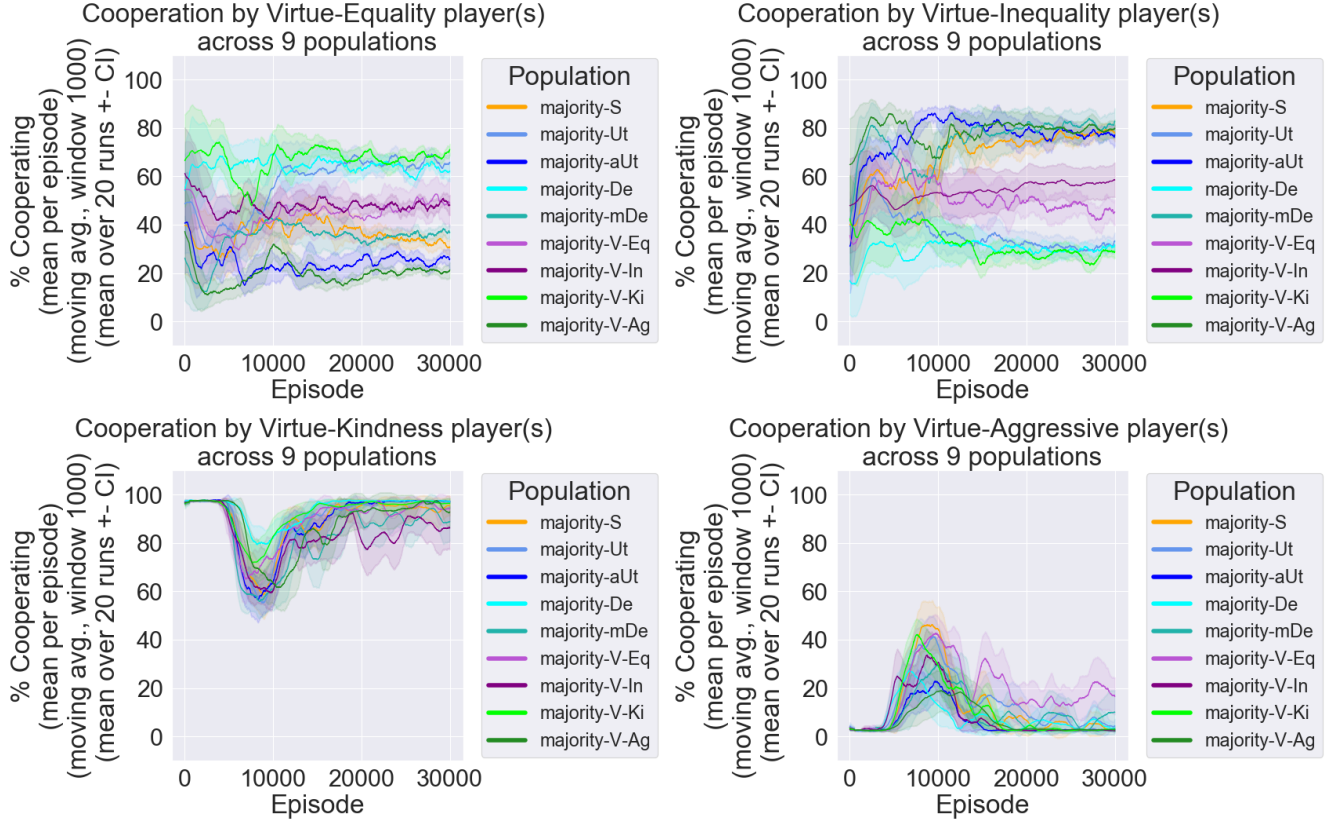 Cooperation by Virtue-Equality player(s)
across 9 populations
% Cooperating
(mean per episode)
(moving avg., window 1000)
(mean over 20 runs +- CI)
100
80
60
40
20
0
0
10000
20000
30000
Episode
Population
majority-S
majority-Ut
majority-aUt
majority-De
majority-mDe
majority-V-Eq
majority-V-In
majority-V-Ki
majority-V-Ag
Cooperation by Virtue-Inequality player(s)
across 9 populations
% Cooperating
(mean per episode)
(moving avg., window 1000)
(mean over 20 runs +- CI)
100
80
60
40
20
0
0
10000
20000
30000
Episode
Population
majority-S
majority-Ut
majority-aUt
majority-De
majority-mDe
majority-V-Eq
majority-V-In
majority-V-Ki
majority-V-Ag
Cooperation by Virtue-Kindness player(s)
across 9 populations
% Cooperating
(mean per episode)
(moving avg., window 1000)
(mean over 20 runs +- CI)
100
80
60
40
20
0
0
10000
20000
30000
Episode
Population
majority-S
majority-Ut
majority-aUt
majority-De
majority-mDe
majority-V-Eq
majority-V-In
majority-V-Ki
majority-V-Ag
Cooperation by Virtue-Aggressive player(s)
across 9 populations
% Cooperating
(mean per episode)
(moving avg., window 1000)
(mean over 20 runs +- CI)
100
80
60
40
20
0
0
10000
20000
30000
Episode
Population
majority-S
majority-Ut
majority-aUt
majority-De
majority-mDe
majority-V-Eq
majority-V-In
majority-V-Ki
majority-V-Ag